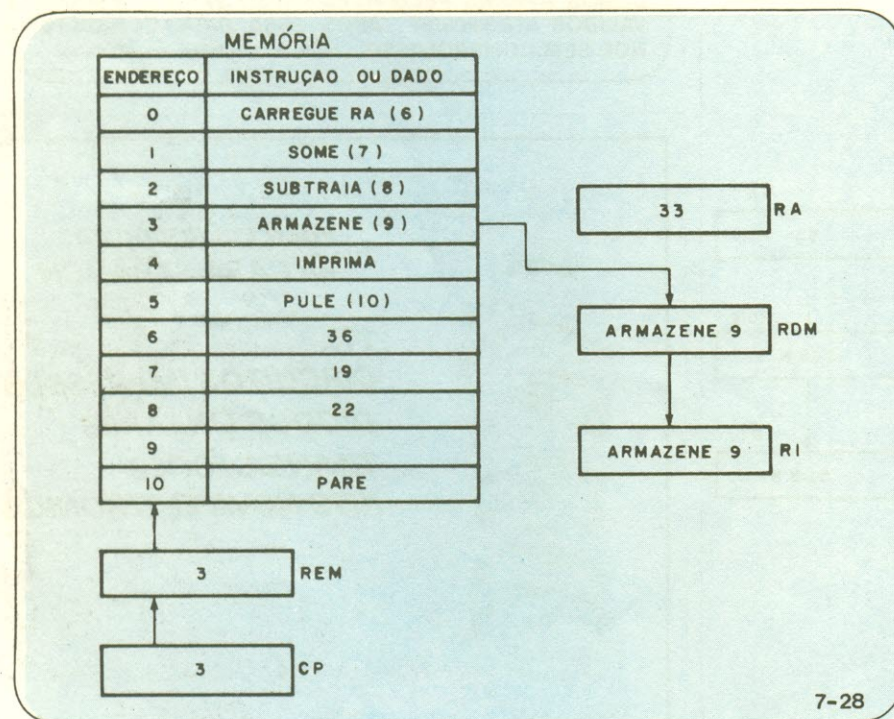 MEMÓRIA
ENDEREÇO INSTRUÇAO OU DADO
0 CARREGUE RA (6)
1 SOME (7)
2 SUBTRAIA (8)
3 ARMAZENE (9)
4 IMPRIMA
5 PULE (10)
6 36
7 19
8 22
9
10 PARE
33 RA
ARMAZENE 9 RDM
ARMAZENE 9 RI
3 REM
3 CP
7-28